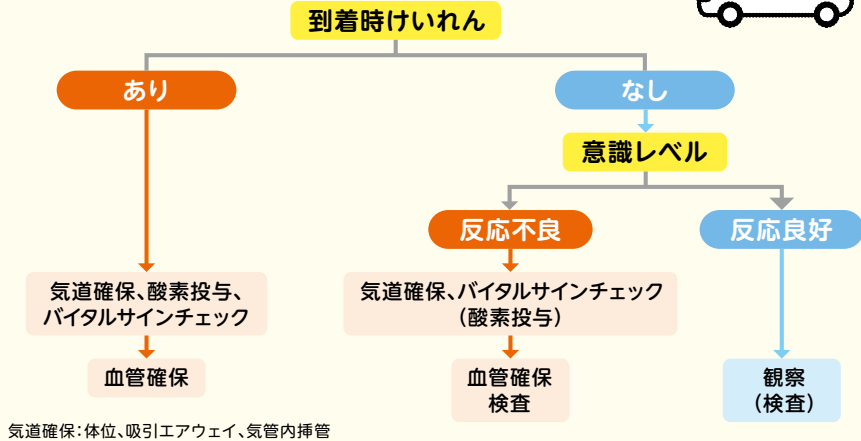 到着時けいれん
あり
なし
意識レベル
反応不良
反応良好
気道確保、酸素投与、
バイタルサインチェック
気道確保、バイタルサインチェック
(酸素投与)
血管確保
血管確保
検査
観察
(検査)
気道確保:体位、吸引エアウェイ、気管内挿管